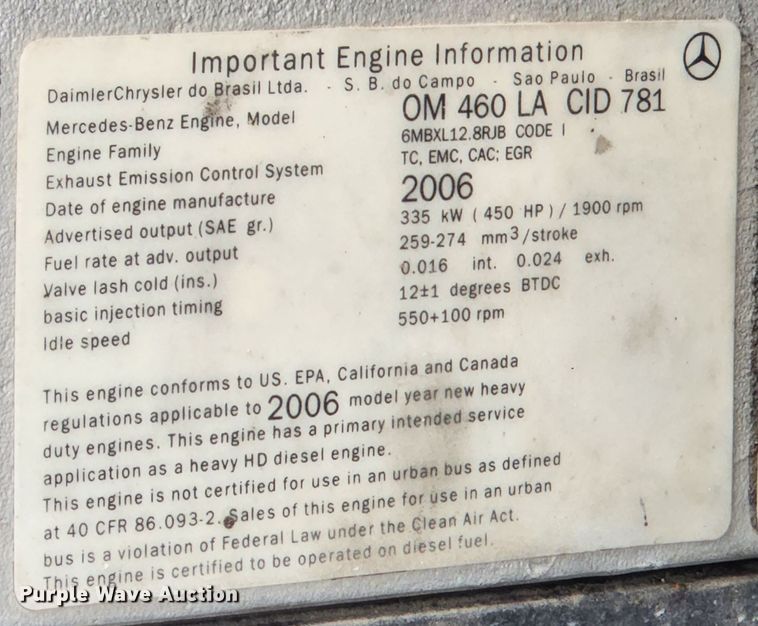 Important Engine Information
DaimlerChrysler do Brasil Ltda. - S. B. do Campo - Sao Paulo - Brasil
Mercedes-Benz Engine, Model OM 460 LA CID 781
Engine Family 6MBXL12.8RJB CODE I
Exhaust Emission Control System TC, EMC, CAC; EGR
Date of engine manufacture 2006
Advertised output (SAE gr.) 335 kW ( 450 HP ) / 1900 rpm
Fuel rate at adv. output 259-274 mm3/stroke
Valve lash cold (ins.) 0.016 int. 0.024 exh.
basic injection timing 12±1 degrees BTDC
Idle speed 550+100 rpm
This engine conforms to US. EPA, California and Canada
regulations applicable to 2006 model year new heavy
duty engines. This engine has a primary intended service
application as a heavy HD diesel engine.
This engine is not certified for use in an urban bus as defined
at 40 CFR 86.093-2. Sales of this engine for use in an urban
bus is a violation of Federal Law under the Clean Air Act.
This engine is certified to be operated on diesel fuel.
Purple Wave Auction